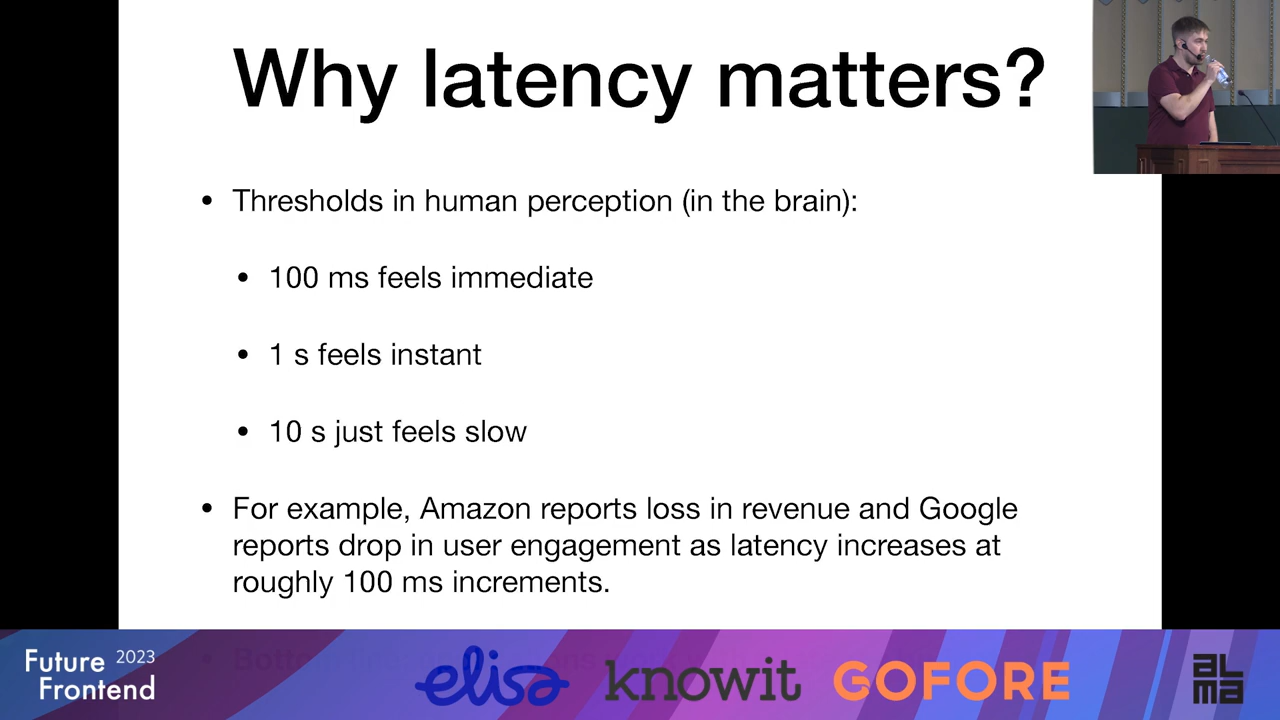 Why latency matters?
• Thresholds in human perception (in the brain):
• 100 ms feels immediate
• 1 s feels instant
• 10 s just feels slow
• For example, Amazon reports loss in revenue and Google
reports drop in user engagement as latency increases at
roughly 100 ms increments.
Future 2023
Frontend
elisa
knowit
GOFORE
ALMA